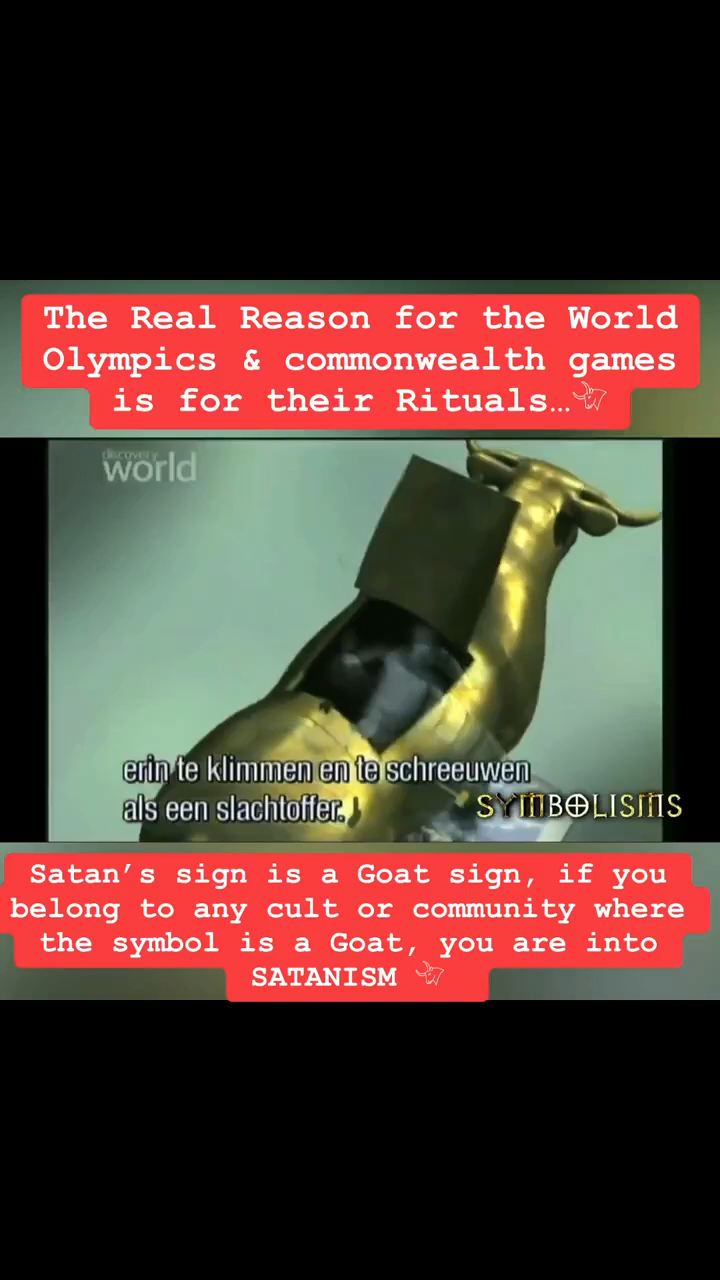 The Real Reason for the World
Olympics & commonwealth games
is for their Rituals…
discovery
world
erin te klimmen en te schreeuwen
als een slachtoffer.
SYMBOLISMS
Satan’s sign is a Goat sign, if you
belong to any cult or community where
the symbol is a Goat, you are into
SATANISM